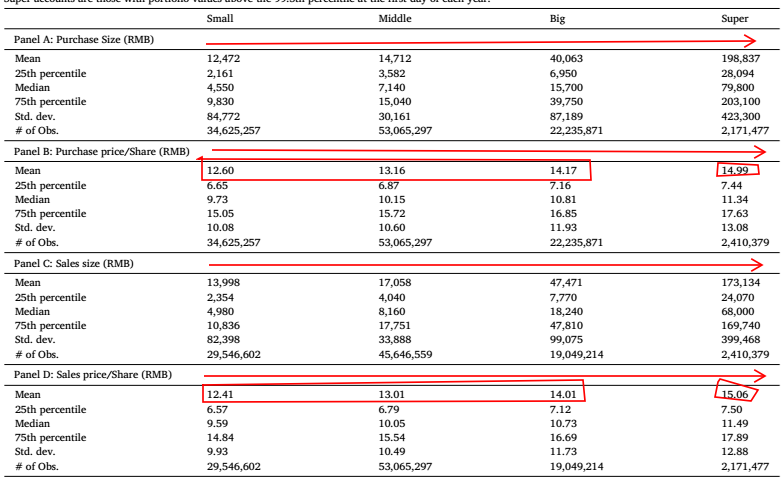 Super accounts are those with portfolio values above the 99.5th percentile at the first day of each year.
Small Middle Big Super
Panel A: Purchase Size (RMB)
Mean 12,472 14,712 40,063 198,837
25th percentile 2,161 3,582 6,950 28,094
Median 4,550 7,140 15,700 79,800
75th percentile 9,830 15,040 39,750 203,100
Std. dev. 84,772 30,161 87,189 423,300
# of Obs. 34,625,257 53,065,297 22,235,871 2,171,477
Panel B: Purchase price/Share (RMB)
Mean 12.60 13.16 14.17 14.99
25th percentile 6.65 6.87 7.16 7.44
Median 9.73 10.15 10.81 11.34
75th percentile 15.05 15.72 16.85 17.63
Std. dev. 10.08 10.60 11.93 13.08
# of Obs. 34,625,257 53,065,297 22,235,871 2,410,379
Panel C: Sales size (RMB)
Mean 13,998 17,058 47,471 173,134
25th percentile 2,354 4,040 7,770 24,070
Median 4,980 8,160 18,240 68,000
75th percentile 10,836 17,751 47,810 169,740
Std. dev. 82,398 33,888 99,075 399,468
# of Obs. 29,546,602 45,646,559 19,049,214 2,410,379
Panel D: Sales price/Share (RMB)
Mean 12.41 13.01 14.01 15.06
25th percentile 6.57 6.79 7.12 7.50
Median 9.59 10.05 10.73 11.49
75th percentile 14.84 15.54 16.69 17.89
Std. dev. 9.93 10.49 11.73 12.88
# of Obs. 29,546,602 53,065,297 19,049,214 2,171,477